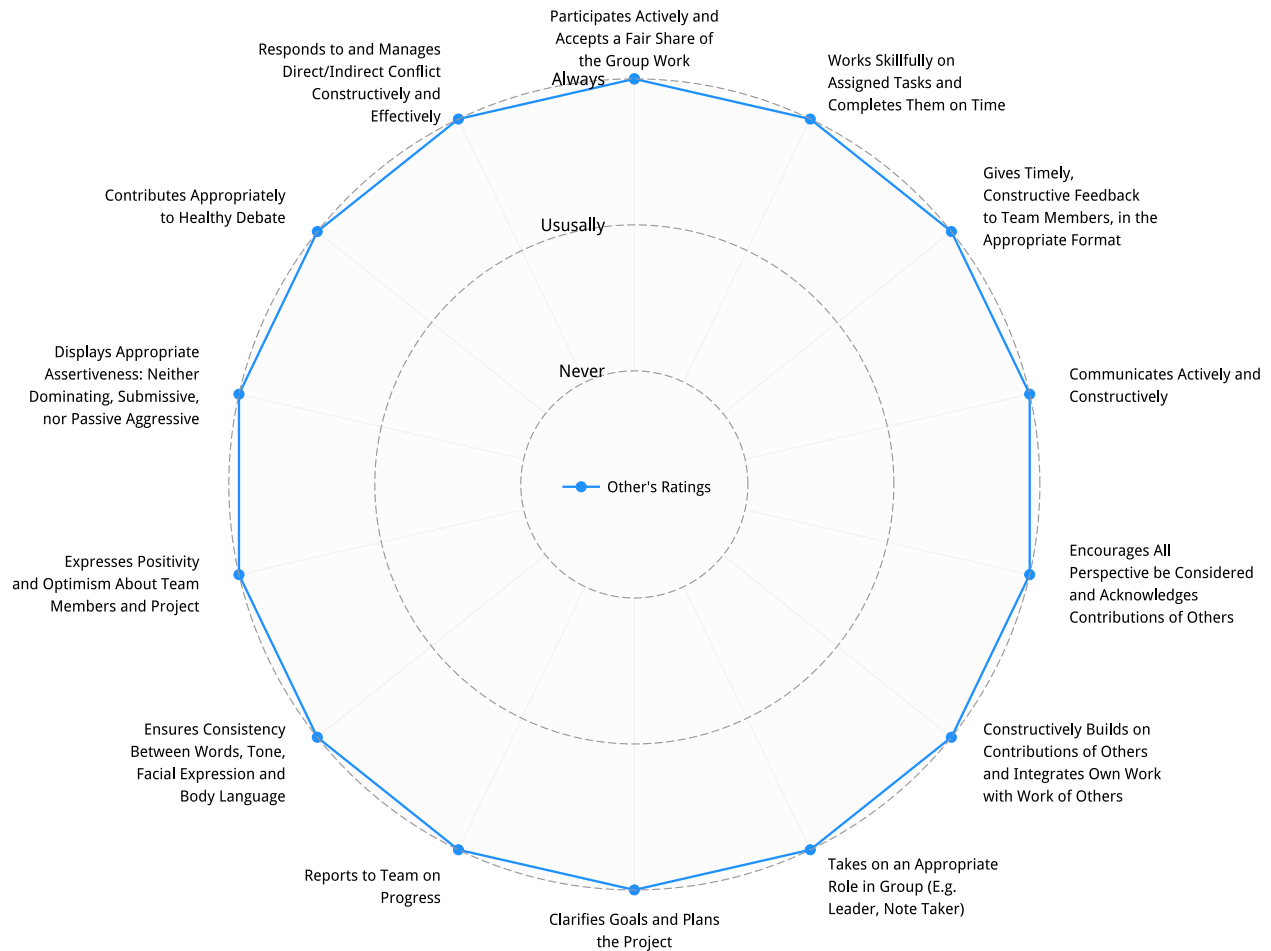 Participates Actively and
Accepts a Fair Share of
the Group Work
Works Skillfully on
Assigned Tasks and
Completes Them on Time
Gives Timely,
Constructive Feedback
to Team Members, in the
Appropriate Format
Communicates Actively and
Constructively
Encourages All
Perspective be Considered
and Acknowledges
Contributions of Others
Constructively Builds on
Contributions of Others
and Integrates Own Work
with Work of Others
Takes on an Appropriate
Role in Group (E.g.
Leader, Note Taker)
Clarifies Goals and Plans
the Project
Reports to Team on
Progress
Ensures Consistency
Between Words, Tone,
Facial Expression and
Body Language
Expresses Positivity
and Optimism About Team
Members and Project
Displays Appropriate
Assertiveness: Neither
Dominating, Submissive,
nor Passive Aggressive
Contributes Appropriately
to Healthy Debate
Responds to and Manages
Direct/Indirect Conflict
Constructively and
Effectively
Always
Ususally
Never
Other's Ratings